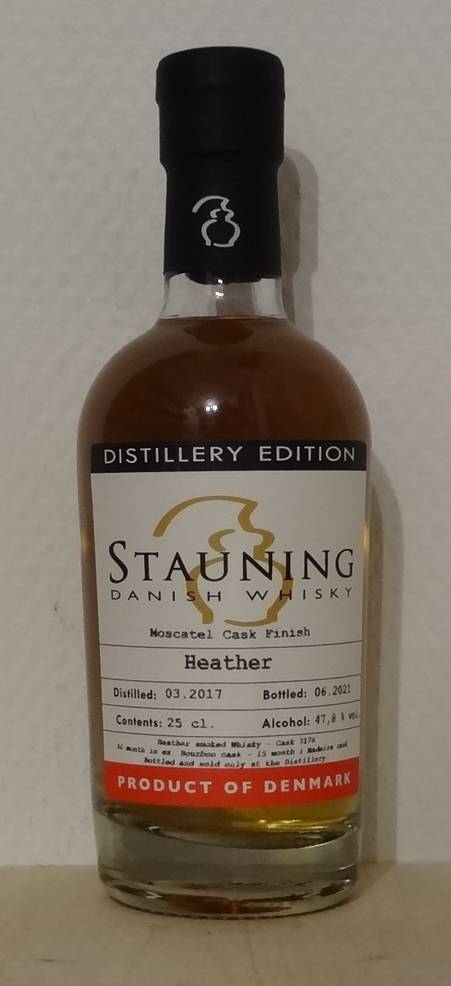 DISTILLERY EDITION
STAUNING
DANISH WHISKY
Moscatel Cask Finish
Heather
Distilled: 03.2017 Bottled: 06.2021
Contents: 25 cl. Alcohol: 47,8 % vol.
Heather smoked Whisky - Cask 3176
36 month in ex. Bourbon cask - 15 month i Madeira cask
Bottled and sold only at the Distillery
PRODUCT OF DENMARK